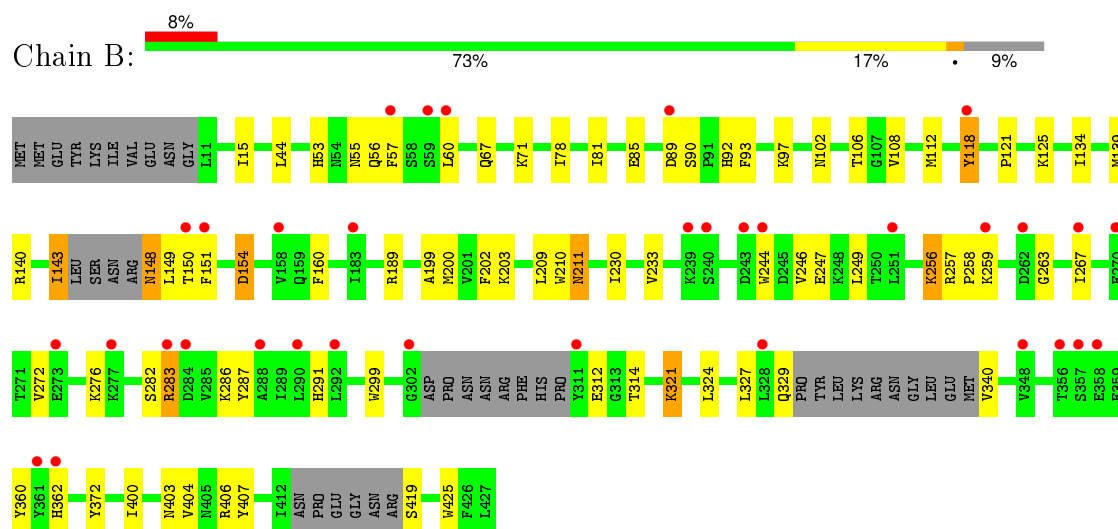 8%
Chain B:
73% 17% • 9%
MET MET GLU TYR LYS ILE VAL GLU ASN GLY L11 I15 L44 H53 N54 N55 Q56 F57 S58 S59 L60 Q67 K71 I78 I81 E85 D89 S90 P91 H92 F93 K97 N102 T106 G107 V108 M112 Y118 P121 K125 I134 M139
R140 I143 LEU SER ASN ARG N148 L149 T150 F151 D154 V158 Q159 F160 I183 R189 A199 M200 V201 F202 K203 L209 W210 N211 I230 V233 K239 S240 D243 W244 D245 V246 E247 K248 L249 T250 L251 K256 R257 P258 K259 D262 G263 I267 E270
T271 V272 E273 K276 K277 S282 R283 D284 V285 K286 Y287 A288 I289 L290 H291 L292 W299 G302 ASP PRO ASN ASN ARG PHE HIS PRO Y311 E312 G313 T314 K321 L324 L327 L328 Q329 PRO TYR LEU LYS ARG ASN GLY LEU GLU MET V340 V348 T356 S357 E358 E359
Y360 Y361 H362 Y372 I400 N403 V404 N405 R406 Y407 I412 ASN PRO GLU GLY ASN ARG S419 W425 F426 L427